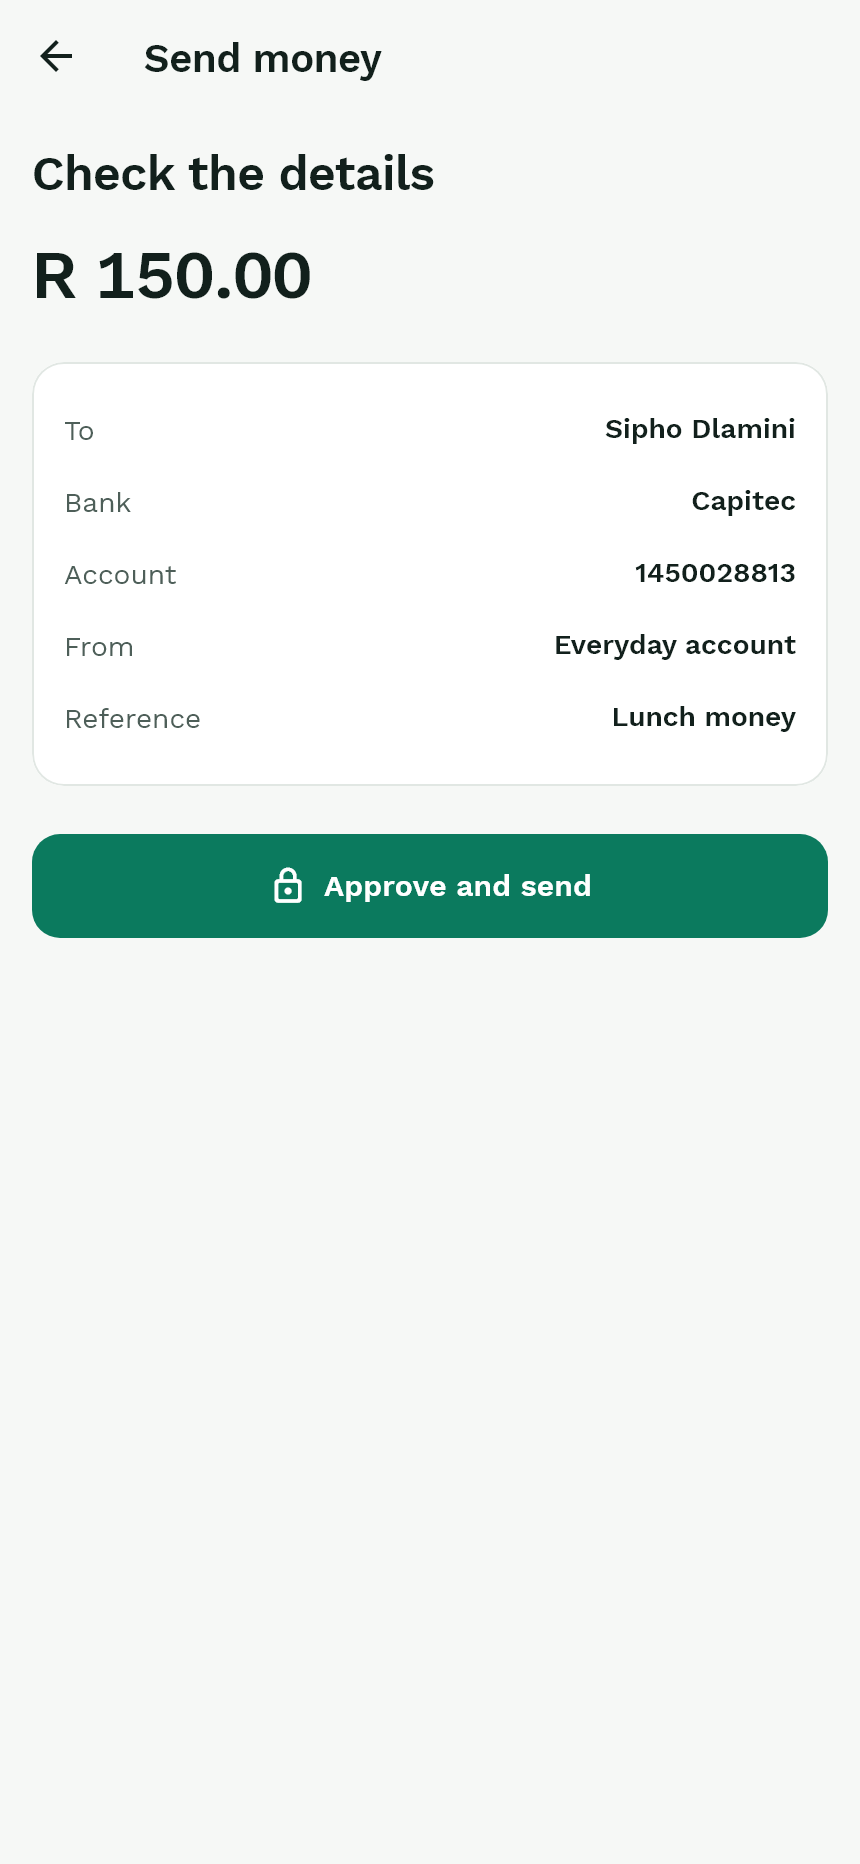 Send money
Check the details
R 150.00
To Sipho Dlamini
Bank Capitec
Account 1450028813
From Everyday account
Reference Lunch money
Approve and send